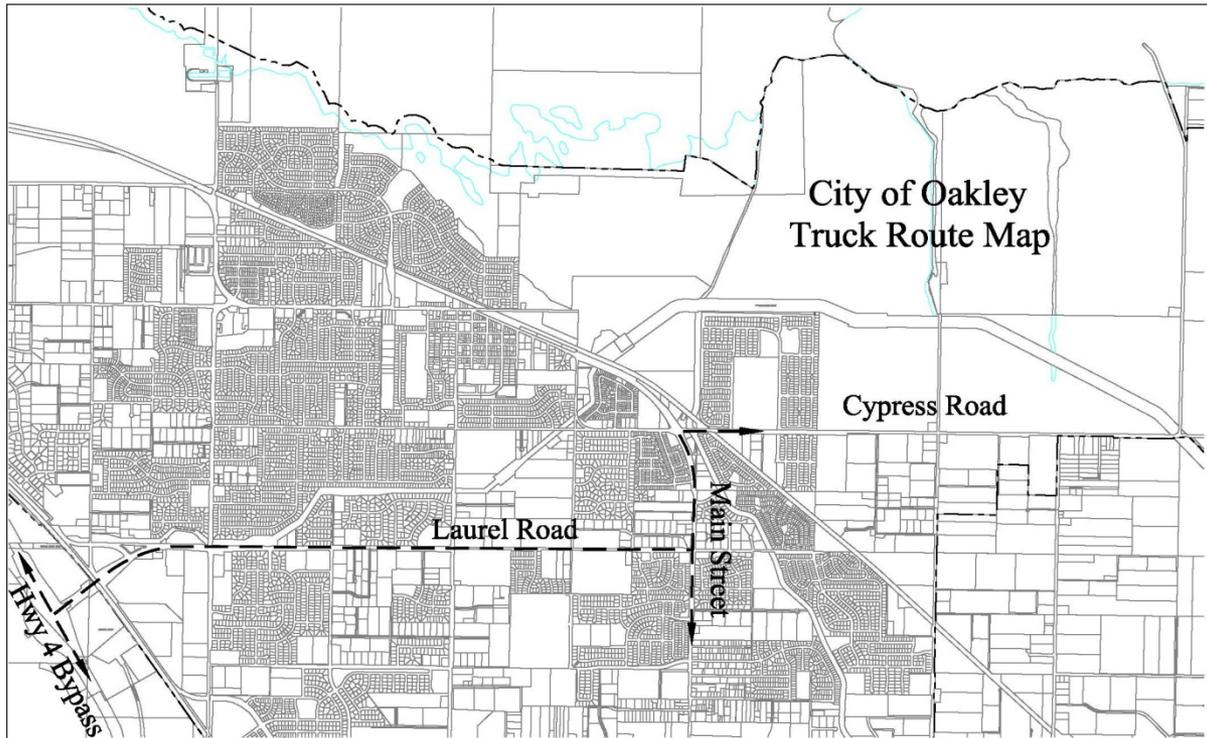 City of Oakley
Truck Route Map
Cypress Road
Main Street
Laurel Road
Hwy 4 Bypass